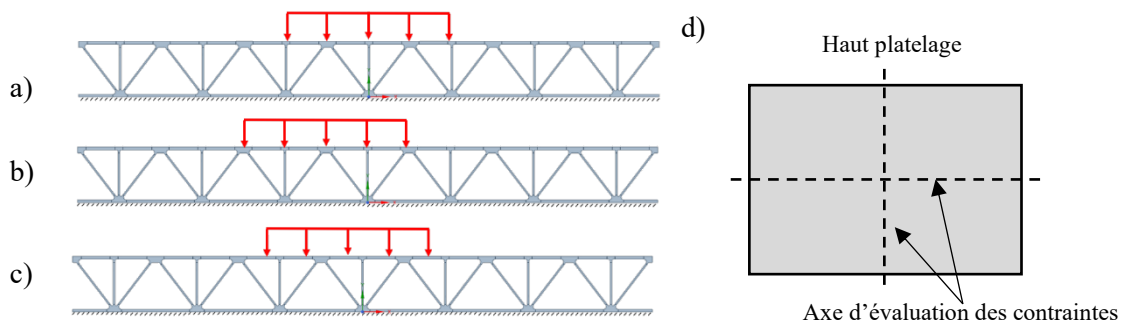 a)
b)
c)
d)
Haut platelage
Axe d'évaluation des contraintes